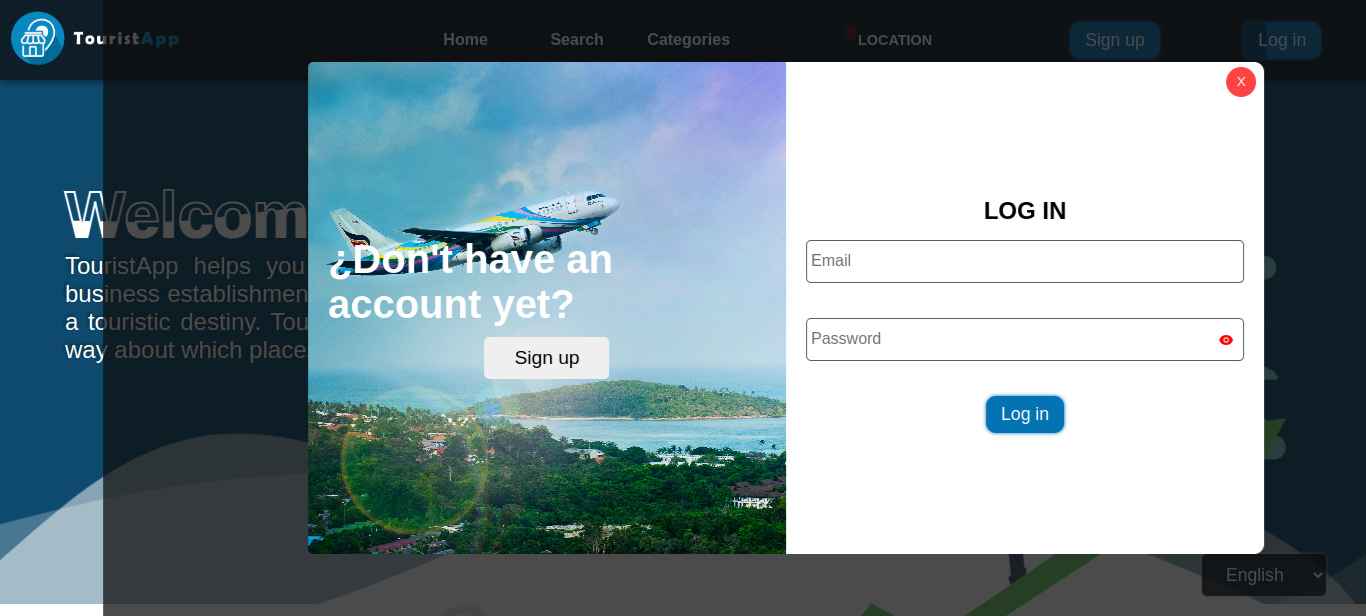 TouristApp
Home
Search
Categories
LOCATION
Sign up
Log in
X
Welcom
TouristApp helps you
business establishmen
a touristic destiny. Tou
way about which place
¿Don't have an
account yet?
Sign up
LOG IN
Email
Password
Log in
English